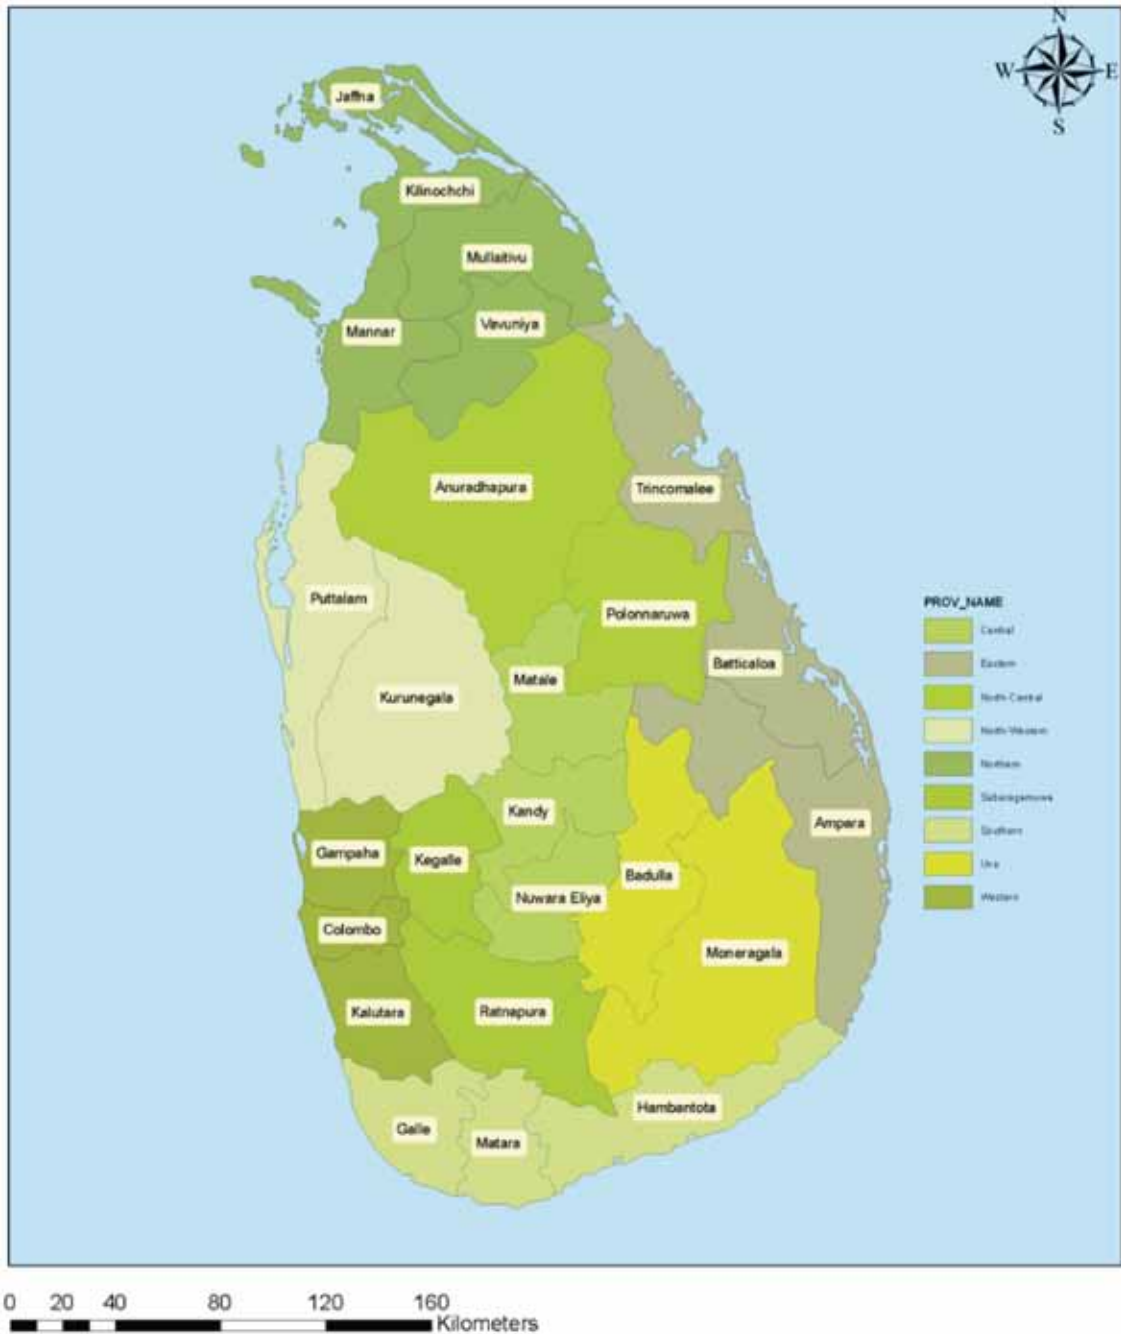 N
W E
S
Jaffna
Kilinochchi
Mullaitivu
Vavuniya
Mannar
Anuradhapura
Trincomalee
Puttalam
Polonnaruwa
Batticaloa
Matale
Kurunegala
Kandy
Ampara
Gampaha
Kegalle
Badulla
Nuwara Eliya
Colombo
Moneragala
Kalutara
Ratnapura
Hambantota
Galle
Matara
PROV_NAME
Central
Eastern
North-Central
North-Western
Northern
Sabaragamuwa
Southern
Uva
Western
0 20 40 80 120 160
Kilometers